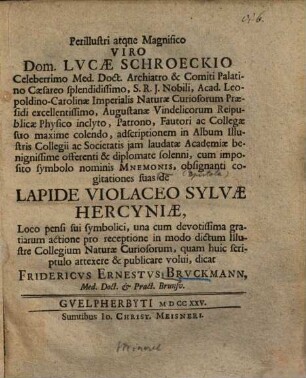 Perillustri atque Magnifico
VIRO
Dom. LVCÆ SCHROECKIO
Celeberrimo Med. Doct. Archiatro & Comiti Palati-
no Cæsareo splendidissimo, S. R. J. Nobili, Acad. Leo-
poldino-Carolinæ Imperialis Naturæ Curiosorum Præ-
sidi excellentissimo, Augustanæ Vindelicorum Reipu-
blicæ Physico inclyto, Patrono, Fautori ac Collegæ
suo maxime colendo, adscriptionem in Album Illu-
stris Collegii ac Societatis jam laudatæ Academiæ be-
nignissime offerenti & diplomate solenni, cum impo-
sito symbolo nominis MNEMONIS, obsignanti co-
gitationes suas de
LAPIDE VIOLACEO SYLVÆ
HERCYNIÆ,
Loco pensi sui symbolici, una cum devotissima gra-
tiarum actione pro receptione in modo dictum Illu-
stre Collegium Naturæ Curiosorum, quam huic scri-
ptulo attexere & publicare volui, dicat
FRIDERICVS ERNESTVS BRVCKMANN,
Med. Doct. & Pract. Brunsv.
GVELPHERBYTI MDCCXXV.
Sumtibus IO. CHRIST. MEISNERI.